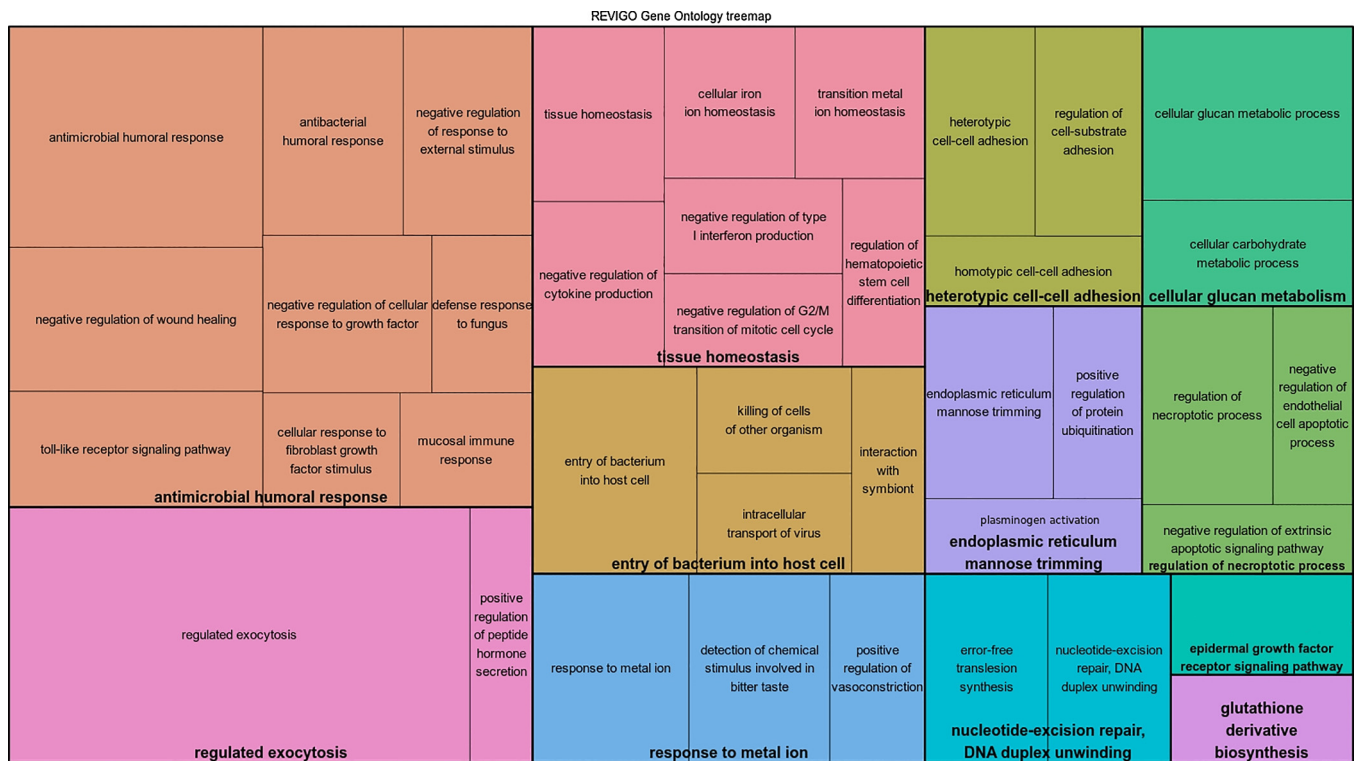 REVIGO Gene Ontology treemap
antimicrobial humoral response
antibacterial
humoral response
negative regulation
of response to
external stimulus
negative regulation of wound healing
negative regulation of cellular
response to growth factor
defense response
to fungus
toll-like receptor signaling pathway
cellular response to
fibroblast growth
factor stimulus
mucosal immune
response
antimicrobial humoral response
regulated exocytosis
positive
regulation
of peptide
hormone
secretion
regulated exocytosis
tissue homeostasis
cellular iron
ion homeostasis
transition metal
ion homeostasis
negative regulation of
cytokine production
negative regulation of type
I interferon production
negative regulation of G2/M
transition of mitotic cell cycle
regulation of
hematopoietic
stem cell
differentiation
tissue homeostasis
entry of bacterium
into host cell
killing of cells
of other organism
intracellular
transport of virus
interaction
with
symbiont
entry of bacterium into host cell
response to metal ion
detection of chemical
stimulus involved in
bitter taste
positive
regulation of
vasoconstriction
response to metal ion
heterotypic
cell-cell adhesion
regulation of
cell-substrate
adhesion
homotypic cell-cell adhesion
heterotypic cell-cell adhesion
cellular glucan metabolic process
cellular carbohydrate
metabolic process
cellular glucan metabolism
endoplasmic reticulum
mannose trimming
positive
regulation
of protein
ubiquitination
plasminogen activation
endoplasmic reticulum
mannose trimming
regulation of
necroptotic process
negative
regulation of
endothelial
cell apoptotic
process
negative regulation of extrinsic
apoptotic signaling pathway
regulation of necroptotic process
error-free
translesion
synthesis
nucleotide-excision
repair, DNA
duplex unwinding
nucleotide-excision repair,
DNA duplex unwinding
epidermal growth factor
receptor signaling pathway
glutathione
derivative
biosynthesis